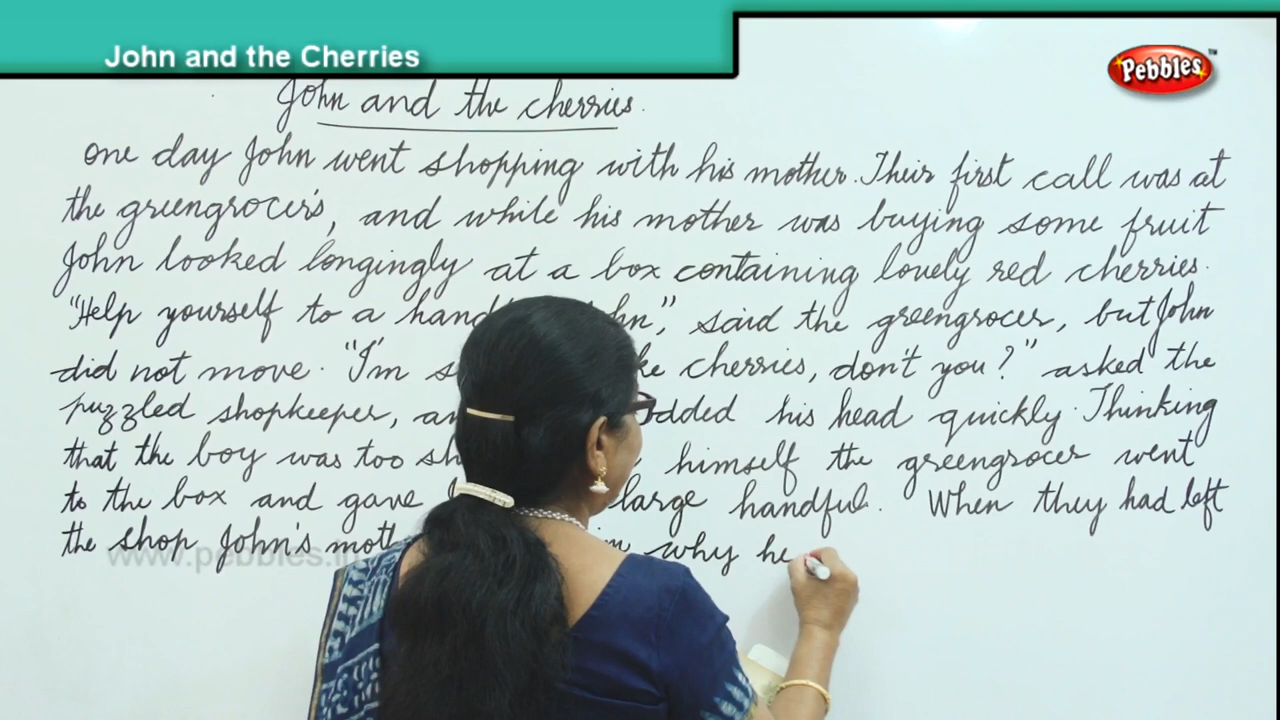 John and the Cherries
Pebbles™
John and the cherries.
one day John went shopping with his mother. Their first call was at
the greengrocer's, and while his mother was buying some fruit
John looked longingly at a box containing lovely red cherries.
"Help yourself to a said the greengrocer, but John
did not move. "I'm cherries, don't you?" asked the
puzzled shopkeeper, his head quickly. Thinking
that the boy was too himself the greengrocer went
to the box and gave large handful. When they had left
the shop John's why he
www.pebbles.in